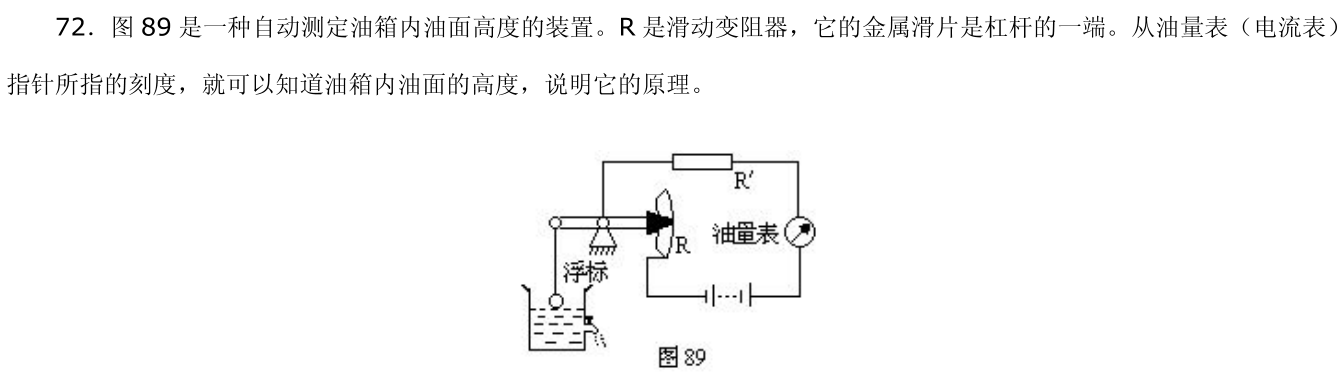 72．图 89 是一种自动测定油箱内油面高度的装置。R 是滑动变阻器，它的金属滑片是杠杆的一端。从油量表（电流表）
指针所指的刻度，就可以知道油箱内油面的高度，说明它的原理。
R′
油量表
R
浮标
图 89